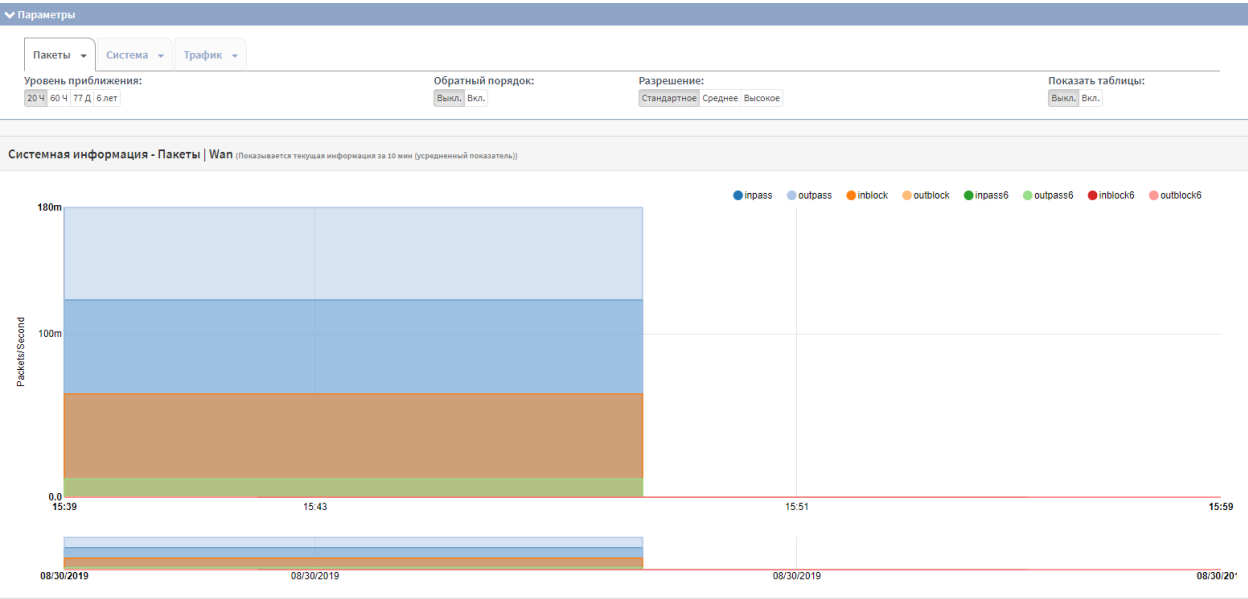 Параметры
Пакеты Система Трафик
Уровень приближения: Обратный порядок: Разрешение: Показать таблицы:
20 Ч 60 Ч 77 Д 6 лет Выкл. Вкл. Стандартное Среднее Высокое Выкл. Вкл.
Системная информация - Пакеты | Wan (Показывается текущая информация за 10 мин (усредненный показатель))
inpass outpass inblock outblock inpass6 outpass6 inblock6 outblock6
180m
Packets/Second
100m
0.0
15:39 15:43 15:51 15:59
08/30/2019 08/30/2019 08/30/2019 08/30/201